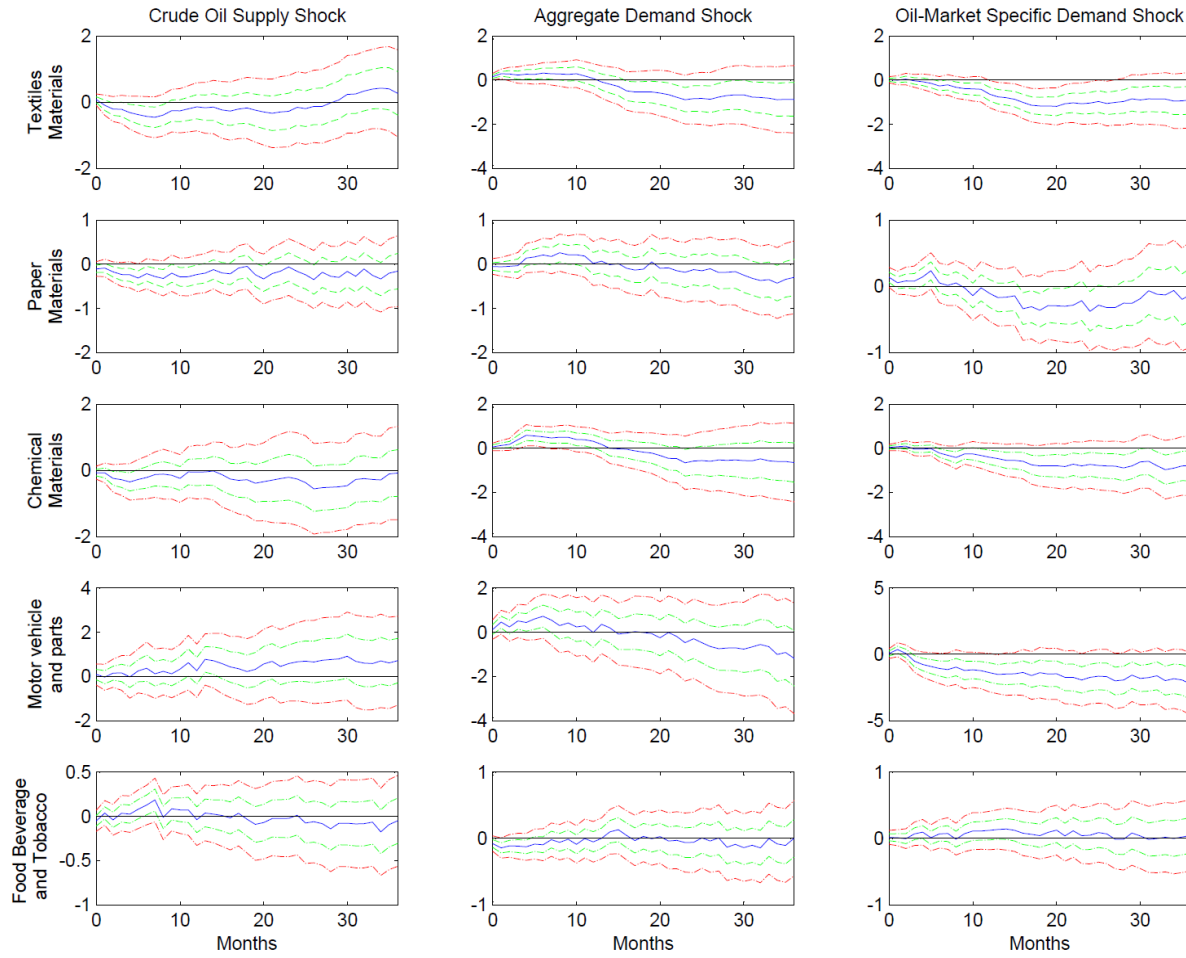 Crude Oil Supply Shock
Aggregate Demand Shock
Oil-Market Specific Demand Shock
Textiles
Materials
2
0
-2
0 10 20 30
2
0
-2
-4
0 10 20 30
2
0
-2
-4
0 10 20 30
Paper
Materials
1
0
-1
-2
0 10 20 30
1
0
-1
-2
0 10 20 30
1
0
-1
0 10 20 30
Chemical
Materials
2
0
-2
0 10 20 30
2
0
-2
-4
0 10 20 30
2
0
-2
-4
0 10 20 30
Motor vehicle
and parts
4
2
0
-2
0 10 20 30
2
0
-2
-4
0 10 20 30
5
0
-5
0 10 20 30
Food Beverage
and Tobacco
0.5
0
-0.5
-1
0 10 20 30
Months
1
0
-1
0 10 20 30
Months
1
0
-1
0 10 20 30
Months